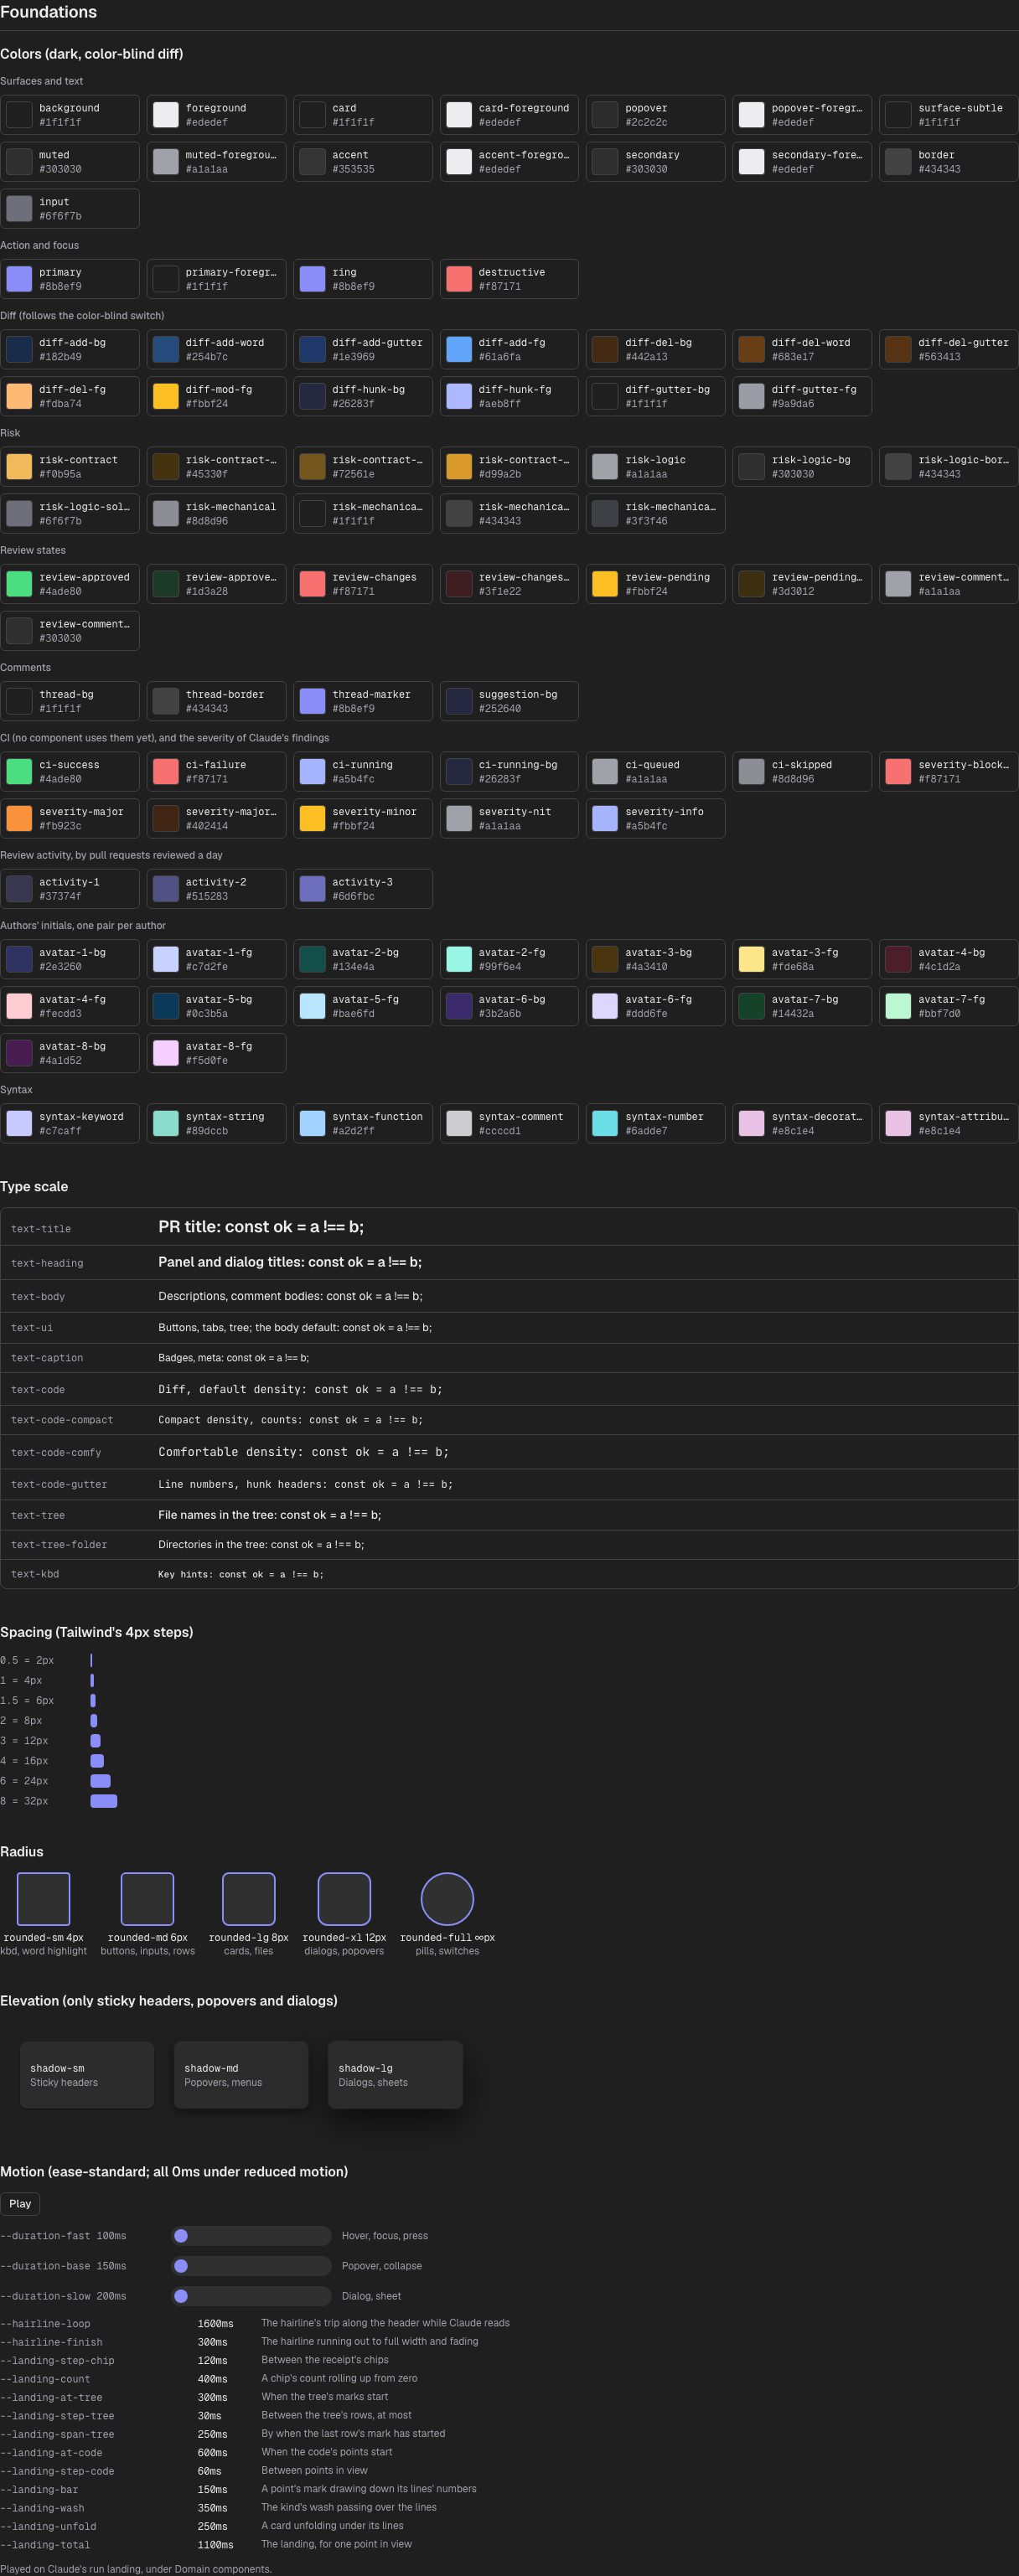 Foundations
Colors (dark, color-blind diff)
Surfaces and text
background foreground card card-foreground popover popover-foregr… surface-subtle
#1f1f1f #ededef #1f1f1f #ededef #2c2c2c #ededef #1f1f1f
muted muted-foregrou… accent accent-foregro… secondary secondary-fore… border
#303030 #a1a1aa #353535 #ededef #303030 #ededef #434343
input
#6f6f7b
Action and focus
primary primary-foregr… ring destructive
#8b8ef9 #1f1f1f #8b8ef9 #f87171
Diff (follows the color-blind switch)
diff-add-bg diff-add-word diff-add-gutter diff-add-fg diff-del-bg diff-del-word diff-del-gutter
#182b49 #254b7c #1e3969 #61a6fa #442a13 #683e17 #563413
diff-del-fg diff-mod-fg diff-hunk-bg diff-hunk-fg diff-gutter-bg diff-gutter-fg
#fdba74 #fbbf24 #26283f #aeb8ff #1f1f1f #9a9da6
Risk
risk-contract risk-contract-… risk-contract-… risk-contract-… risk-logic risk-logic-bg risk-logic-bor…
#f0b95a #45330f #72561e #d99a2b #a1a1aa #303030 #434343
risk-logic-sol… risk-mechanical risk-mechanica… risk-mechanica… risk-mechanica…
#6f6f7b #8d8d96 #1f1f1f #434343 #3f3f46
Review states
review-approved review-approve… review-changes review-changes… review-pending review-pending… review-comment…
#4ade80 #1d3a28 #f87171 #3f1e22 #fbbf24 #3d3012 #a1a1aa
review-comment…
#303030
Comments
thread-bg thread-border thread-marker suggestion-bg
#1f1f1f #434343 #8b8ef9 #252640
CI (no component uses them yet), and the severity of Claude's findings
ci-success ci-failure ci-running ci-running-bg ci-queued ci-skipped severity-block…
#4ade80 #f87171 #a5b4fc #26283f #a1a1aa #8d8d96 #f87171
severity-major severity-major… severity-minor severity-nit severity-info
#fb923c #402414 #fbbf24 #a1a1aa #a5b4fc
Review activity, by pull requests reviewed a day
activity-1 activity-2 activity-3
#37374f #515283 #6d6fbc
Authors' initials, one pair per author
avatar-1-bg avatar-1-fg avatar-2-bg avatar-2-fg avatar-3-bg avatar-3-fg avatar-4-bg
#2e3260 #c7d2fe #134e4a #99f6e4 #4a3410 #fde68a #4c1d2a
avatar-4-fg avatar-5-bg avatar-5-fg avatar-6-bg avatar-6-fg avatar-7-bg avatar-7-fg
#fecdd3 #0c3b5a #bae6fd #3b2a6b #ddd6fe #14432a #bbf7d0
avatar-8-bg avatar-8-fg
#4a1d52 #f5d0fe
Syntax
syntax-keyword syntax-string syntax-function syntax-comment syntax-number syntax-decorat… syntax-attribu…
#c7caff #89dccb #a2d2ff #ccccd1 #6adde7 #e8c1e4 #e8c1e4
Type scale
text-title PR title: const ok = a !== b;
text-heading Panel and dialog titles: const ok = a !== b;
text-body Descriptions, comment bodies: const ok = a !== b;
text-ui Buttons, tabs, tree; the body default: const ok = a !== b;
text-caption Badges, meta: const ok = a !== b;
text-code Diff, default density: const ok = a !== b;
text-code-compact Compact density, counts: const ok = a !== b;
text-code-comfy Comfortable density: const ok = a !== b;
text-code-gutter Line numbers, hunk headers: const ok = a !== b;
text-tree File names in the tree: const ok = a !== b;
text-tree-folder Directories in the tree: const ok = a !== b;
text-kbd Key hints: const ok = a !== b;
Spacing (Tailwind's 4px steps)
0.5 = 2px
1 = 4px
1.5 = 6px
2 = 8px
3 = 12px
4 = 16px
6 = 24px
8 = 32px
Radius
rounded-sm 4px rounded-md 6px rounded-lg 8px rounded-xl 12px rounded-full ∞px
kbd, word highlight buttons, inputs, rows cards, files dialogs, popovers pills, switches
Elevation (only sticky headers, popovers and dialogs)
shadow-sm shadow-md shadow-lg
Sticky headers Popovers, menus Dialogs, sheets
Motion (ease-standard; all 0ms under reduced motion)
Play
--duration-fast 100ms Hover, focus, press
--duration-base 150ms Popover, collapse
--duration-slow 200ms Dialog, sheet
--hairline-loop 1600ms The hairline's trip along the header while Claude reads
--hairline-finish 300ms The hairline running out to full width and fading
--landing-step-chip 120ms Between the receipt's chips
--landing-count 400ms A chip's count rolling up from zero
--landing-at-tree 300ms When the tree's marks start
--landing-step-tree 30ms Between the tree's rows, at most
--landing-span-tree 250ms By when the last row's mark has started
--landing-at-code 600ms When the code's points start
--landing-step-code 60ms Between points in view
--landing-bar 150ms A point's mark drawing down its lines' numbers
--landing-wash 350ms The kind's wash passing over the lines
--landing-unfold 250ms A card unfolding under its lines
--landing-total 1100ms The landing, for one point in view
Played on Claude's run landing, under Domain components.